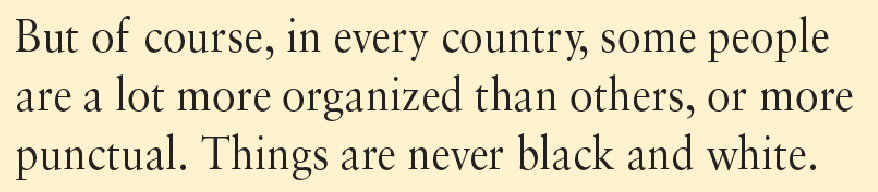 But of course, in every country, some people
are a lot more organized than others, or more
punctual. Things are never black and white.